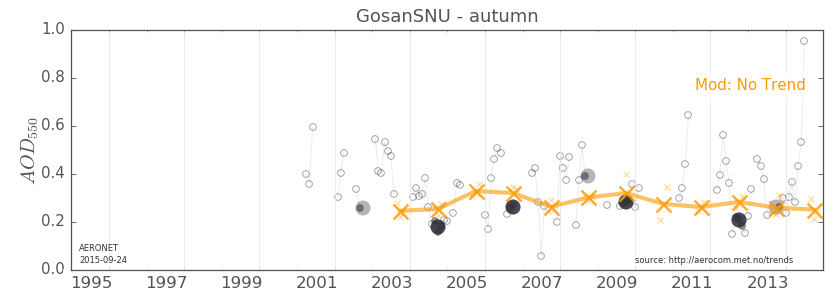 GosanSNU - autumn
1.0
0.8
0.6
0.4
0.2
0.0
AOD550
Mod: No Trend
AERONET
2015-09-24
source: http://aerocom.met.no/trends
1995 1997 1999 2001 2003 2005 2007 2009 2011 2013